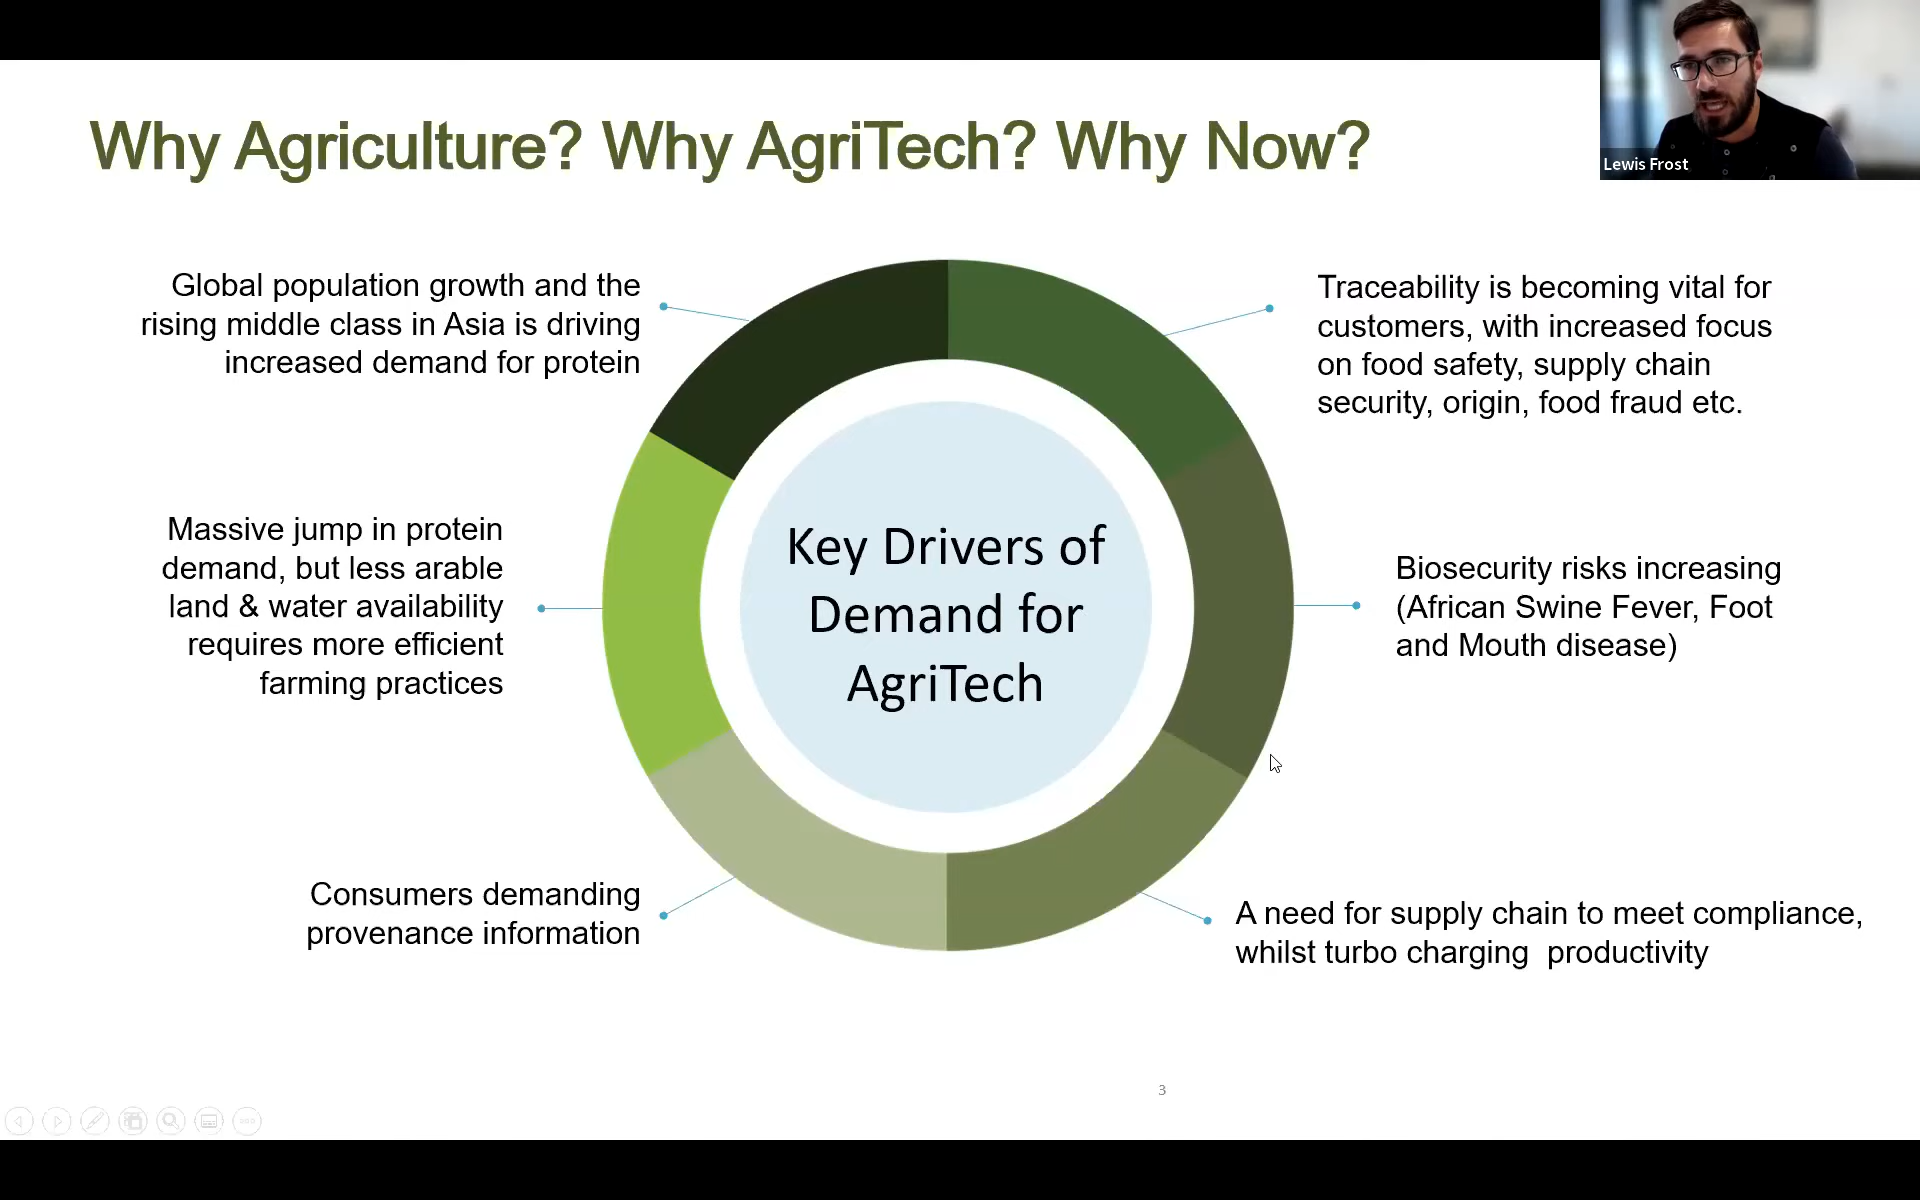 Why Agriculture? Why AgriTech? Why Now?
Lewis Frost
Global population growth and the
rising middle class in Asia is driving
increased demand for protein
Traceability is becoming vital for
customers, with increased focus
on food safety, supply chain
security, origin, food fraud etc.
Massive jump in protein
demand, but less arable
land & water availability
requires more efficient
farming practices
Key Drivers of
Demand for
AgriTech
Biosecurity risks increasing
(African Swine Fever, Foot
and Mouth disease)
Consumers demanding
provenance information
A need for supply chain to meet compliance,
whilst turbo charging  productivity
3